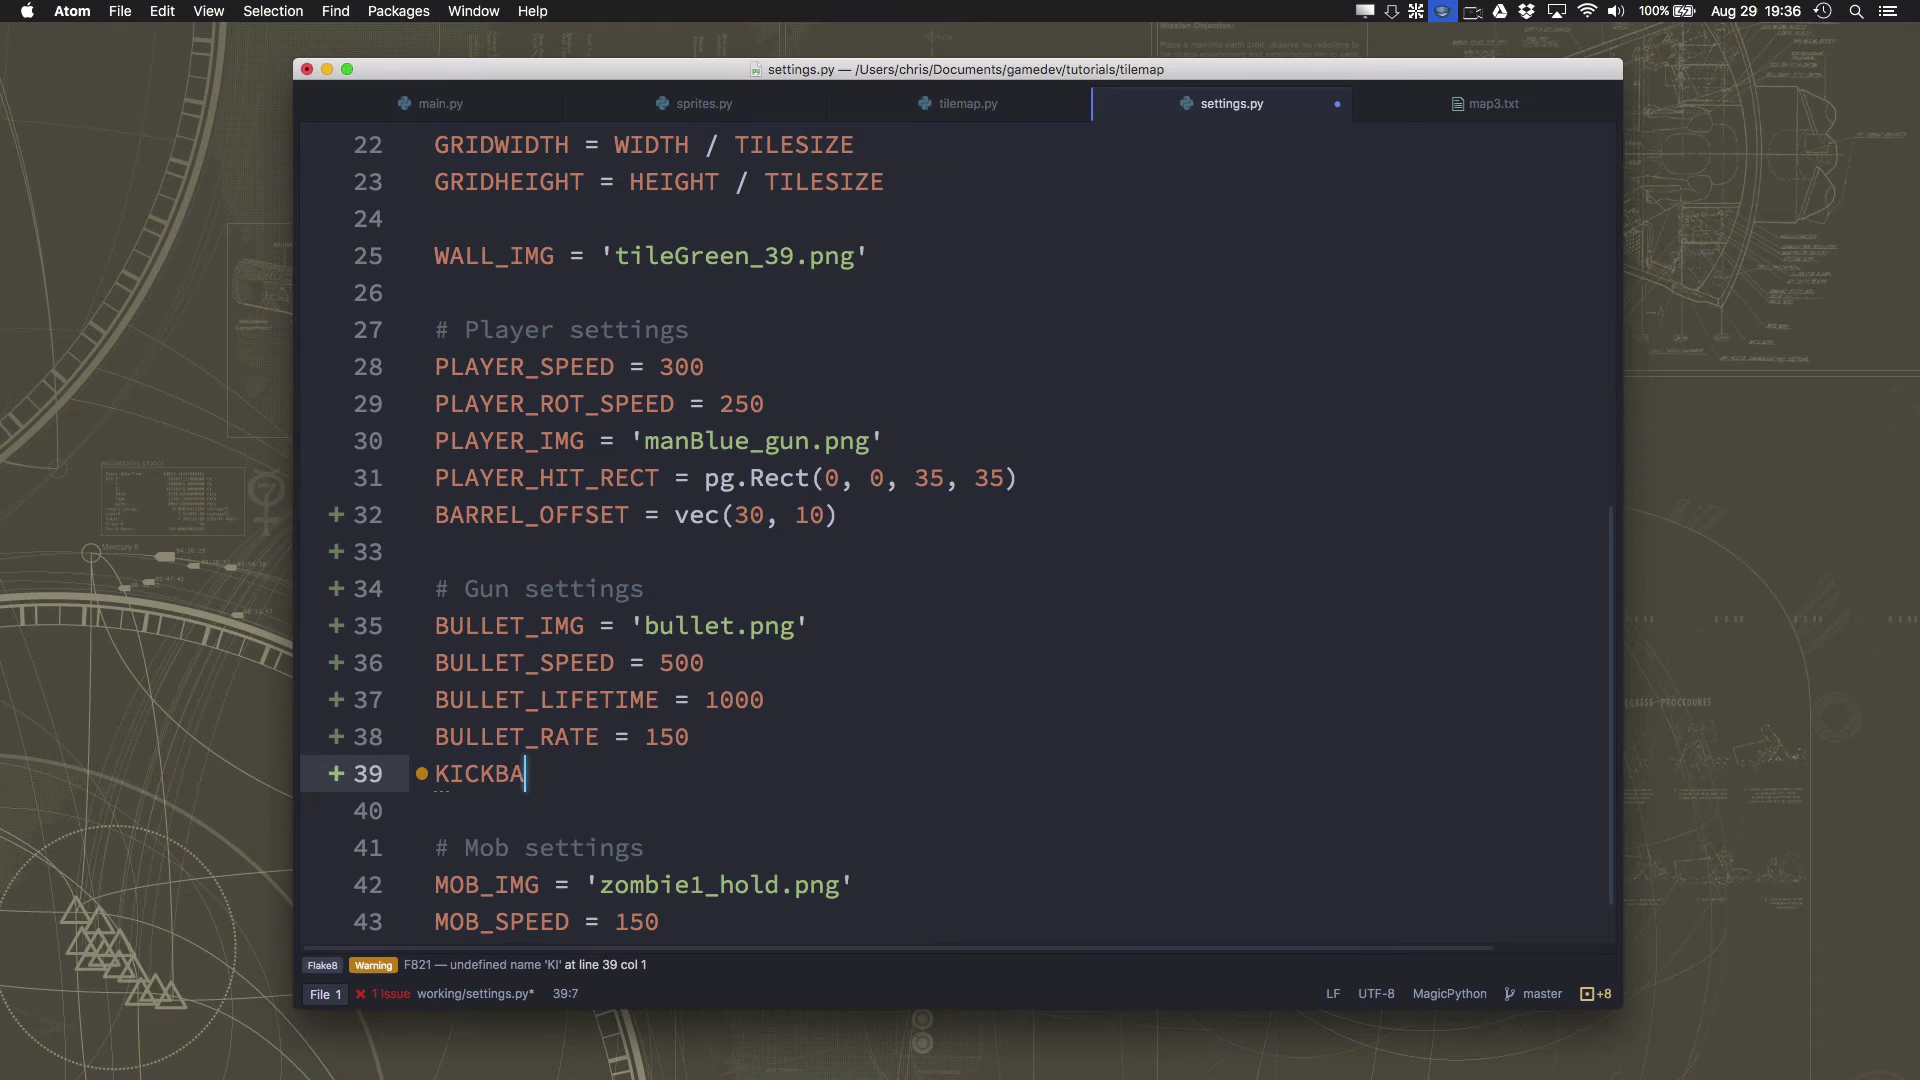 Atom File Edit View Selection Find Packages Window Help
100% Aug 29 19:36
settings.py — /Users/chris/Documents/gamedev/tutorials/tilemap
main.py sprites.py tilemap.py settings.py map3.txt
22 GRIDWIDTH = WIDTH / TILESIZE
23 GRIDHEIGHT = HEIGHT / TILESIZE
24
25 WALL_IMG = 'tileGreen_39.png'
26
27 # Player settings
28 PLAYER_SPEED = 300
29 PLAYER_ROT_SPEED = 250
30 PLAYER_IMG = 'manBlue_gun.png'
31 PLAYER_HIT_RECT = pg.Rect(0, 0, 35, 35)
+ 32 BARREL_OFFSET = vec(30, 10)
+ 33
+ 34 # Gun settings
+ 35 BULLET_IMG = 'bullet.png'
+ 36 BULLET_SPEED = 500
+ 37 BULLET_LIFETIME = 1000
+ 38 BULLET_RATE = 150
+ 39 KICKBA
40
41 # Mob settings
42 MOB_IMG = 'zombie1_hold.png'
43 MOB_SPEED = 150
Flake8 Warning F821 — undefined name 'KI' at line 39 col 1
File 1 1 Issue working/settings.py* 39:7 LF UTF-8 MagicPython master +8
Mission Objective: